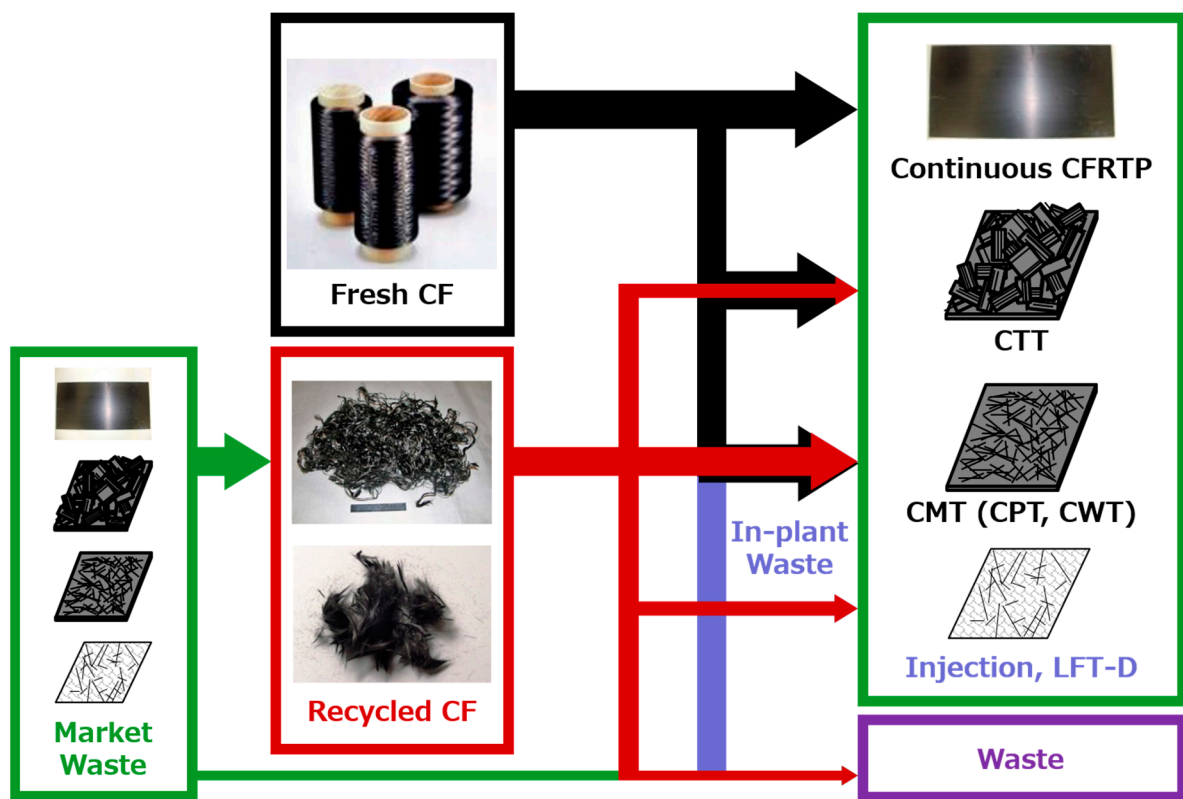 Fresh CF
Continuous CFRTP
CTT
CMT (CPT, CWT)
In-plant
Waste
Injection, LFT-D
Recycled CF
Market
Waste
Waste